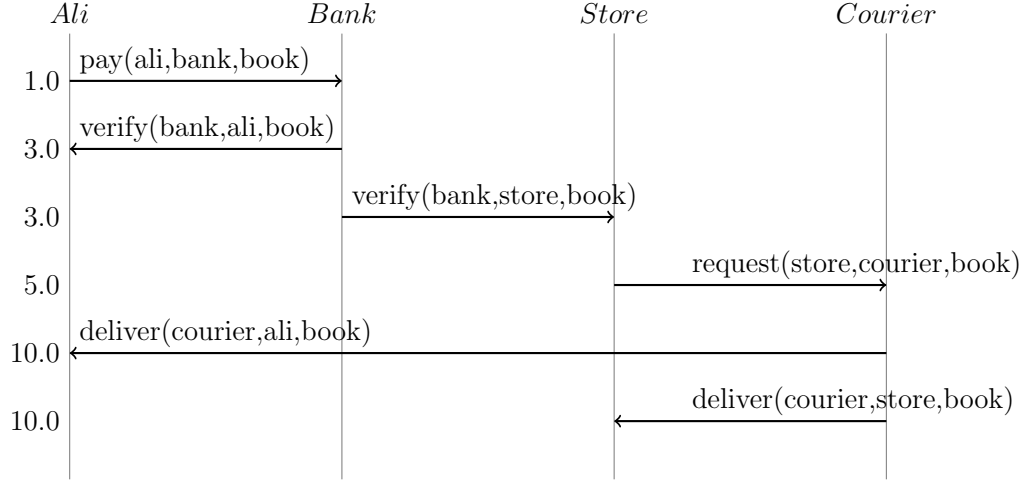 Ali Bank Store Courier
pay(ali,bank,book)
1.0
verify(bank,ali,book)
3.0
verify(bank,store,book)
3.0
request(store,courier,book)
5.0
deliver(courier,ali,book)
10.0
deliver(courier,store,book)
10.0